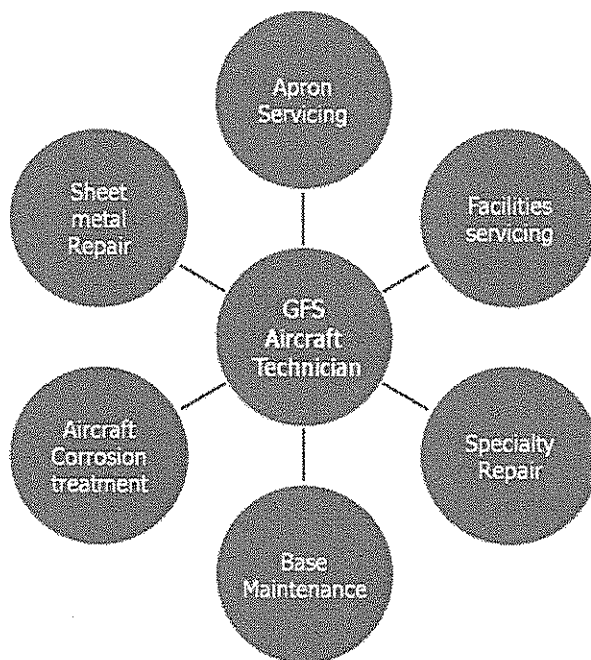 Apron
Servicing
Facilities
servicing
Specialty
Repair
Base
Maintenance
Aircraft
Corrosion
treatment
Sheet
metal
Repair
GFS
Aircraft
Technician